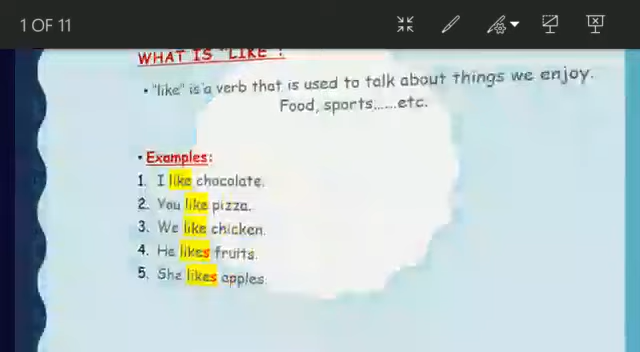 1 OF 11
WHAT IS "LIKE" :
• "like" is a verb that is used to talk about things we enjoy.
Food, sports......etc.
• Examples:
1. I like chocolate.
2. You like pizza.
3. We like chicken.
4. He likes fruits.
5. She likes apples.